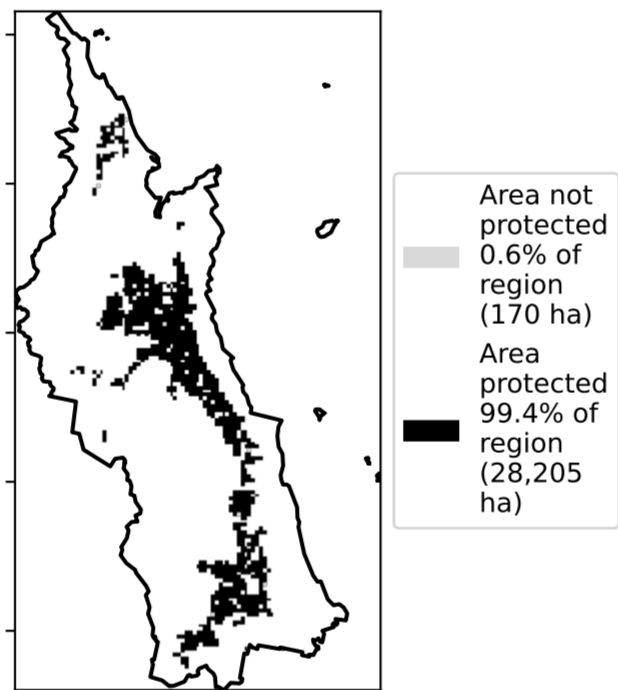 Area not
protected
0.6% of
region
(170 ha)
Area
protected
99.4% of
region
(28,205
ha)